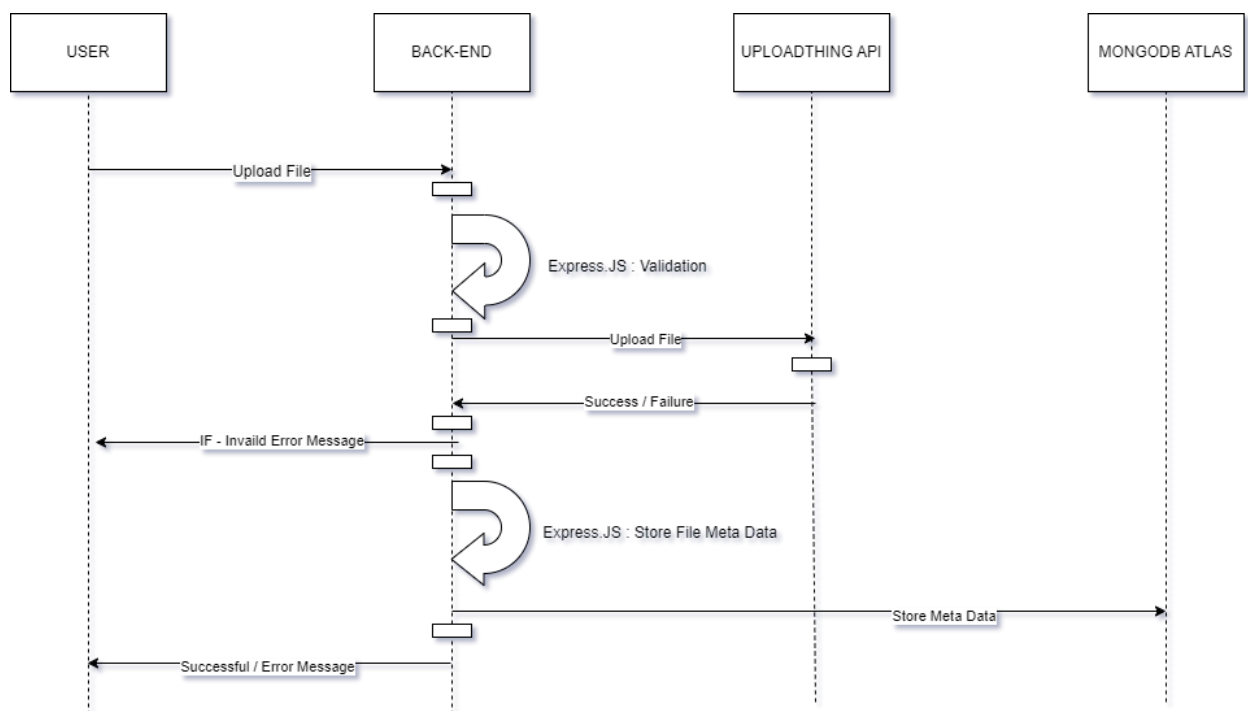 USER
BACK-END
UPLOADTHING API
MONGODB ATLAS
Upload File
Express.JS : Validation
Upload File
Success / Failure
IF - Invaild Error Message
Express.JS : Store File Meta Data
Store Meta Data
Successful / Error Message